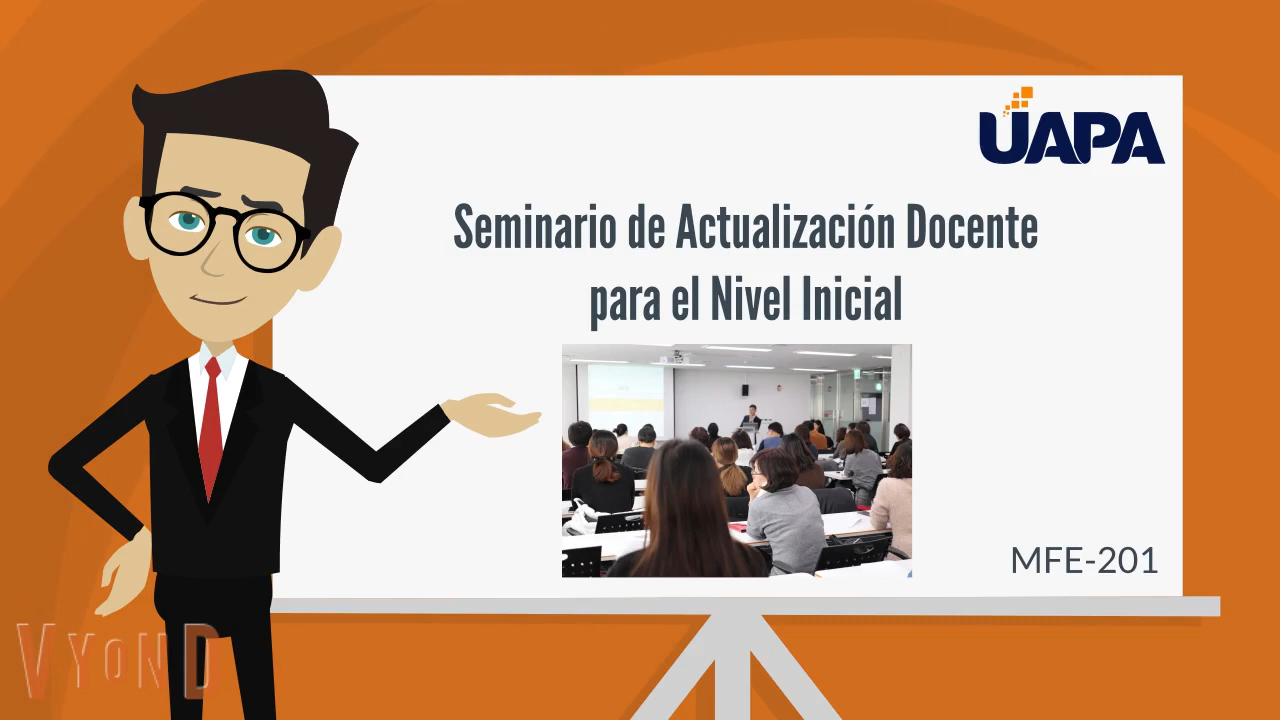 UAPA
Seminario de Actualización Docente
para el Nivel Inicial
MFE-201
VYOND